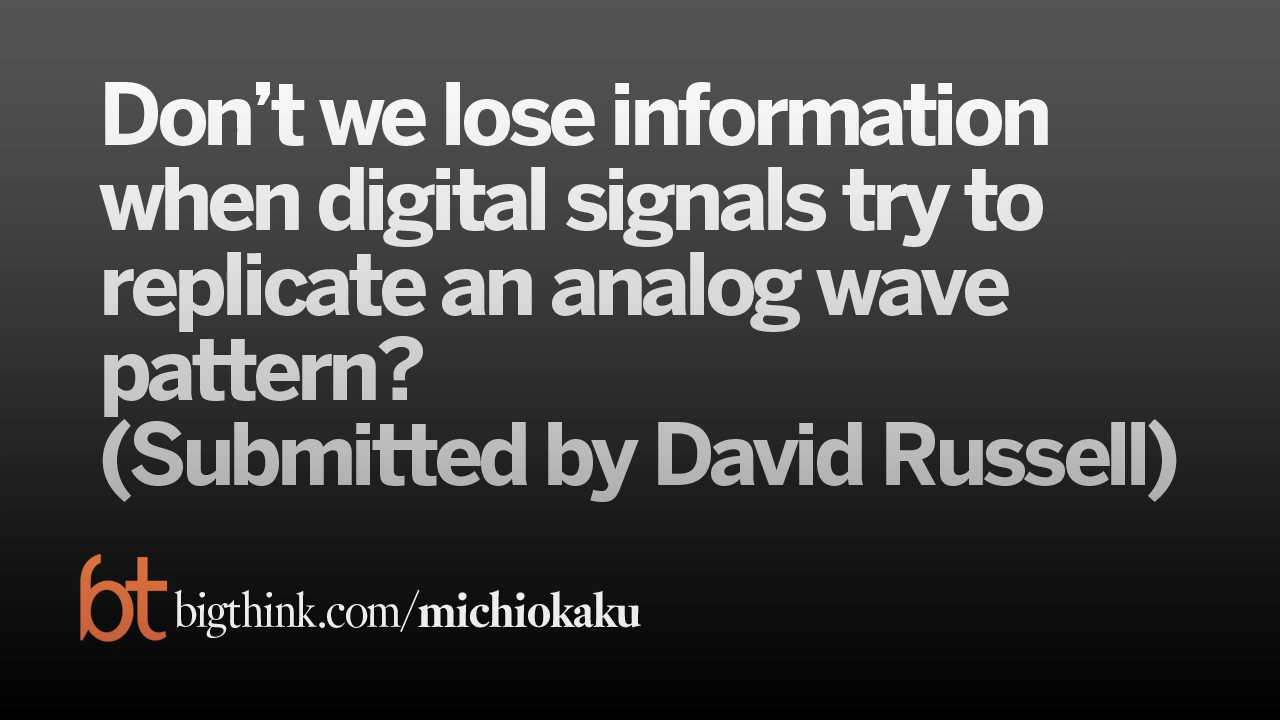 Don’t we lose information
when digital signals try to
replicate an analog wave
pattern?
(Submitted by David Russell)
bt bigthink.com/michiokaku